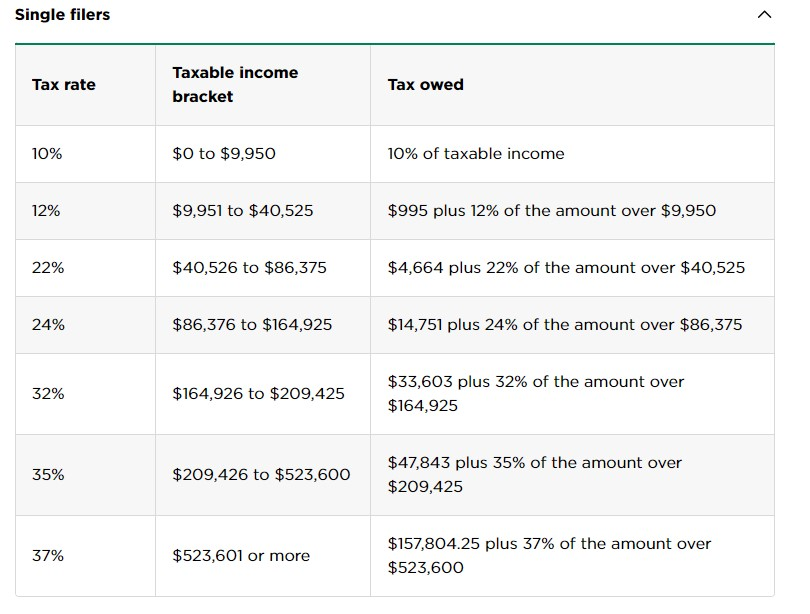 Single filers
Tax rate
Taxable income
bracket
Tax owed
10%
$0 to $9,950
10% of taxable income
12%
$9,951 to $40,525
$995 plus 12% of the amount over $9,950
22%
$40,526 to $86,375
$4,664 plus 22% of the amount over $40,525
24%
$86,376 to $164,925
$14,751 plus 24% of the amount over $86,375
32%
$164,926 to $209,425
$33,603 plus 32% of the amount over
$164,925
35%
$209,426 to $523,600
$47,843 plus 35% of the amount over
$209,425
37%
$523,601 or more
$157,804.25 plus 37% of the amount over
$523,600